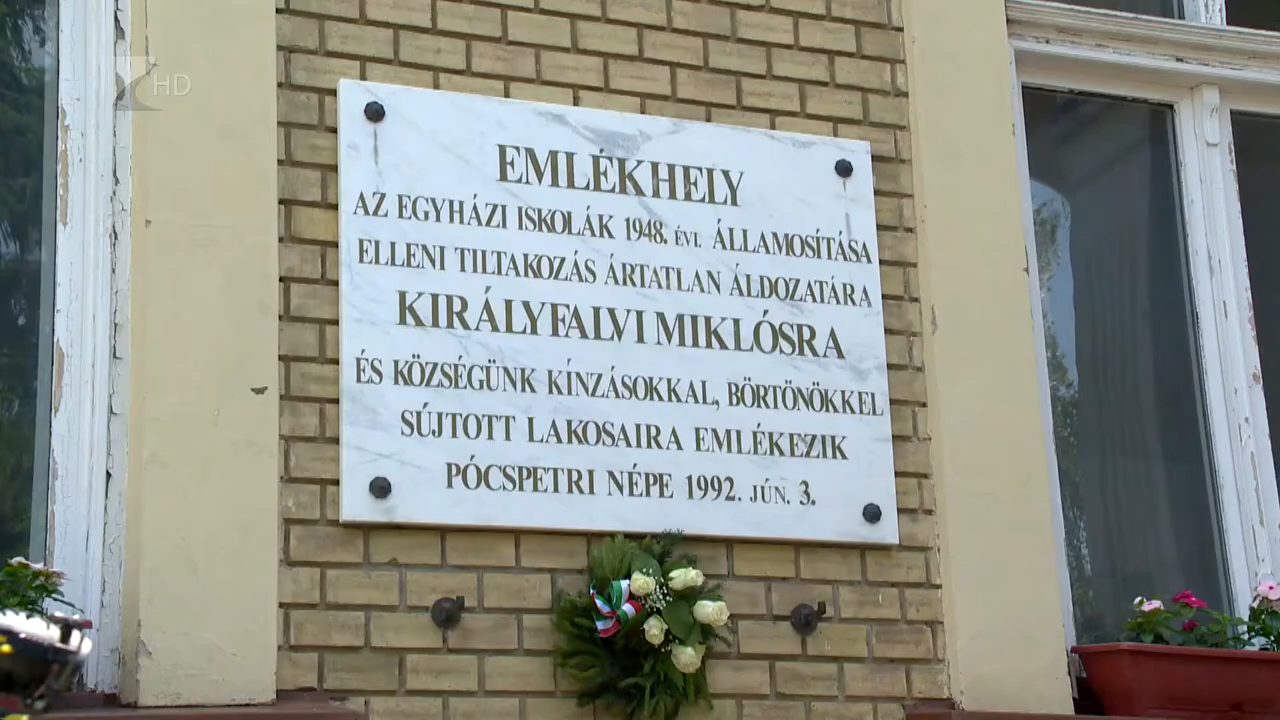 HD
EMLÉKHELY
AZ EGYHÁZI ISKOLÁK 1948. ÉVI. ÁLLAMOSÍTÁSA
ELLENI TILTAKOZÁS ÁRTATLAN ÁLDOZATÁRA
KIRÁLYFALVI MIKLÓSRA
ÉS KÖZSÉGÜNK KÍNZÁSOKKAL, BÖRTÖNÖKKEL
SÚJTOTT LAKOSAIRA EMLÉKEZIK
PÓCSPETRI NÉPE 1992. JÚN. 3.